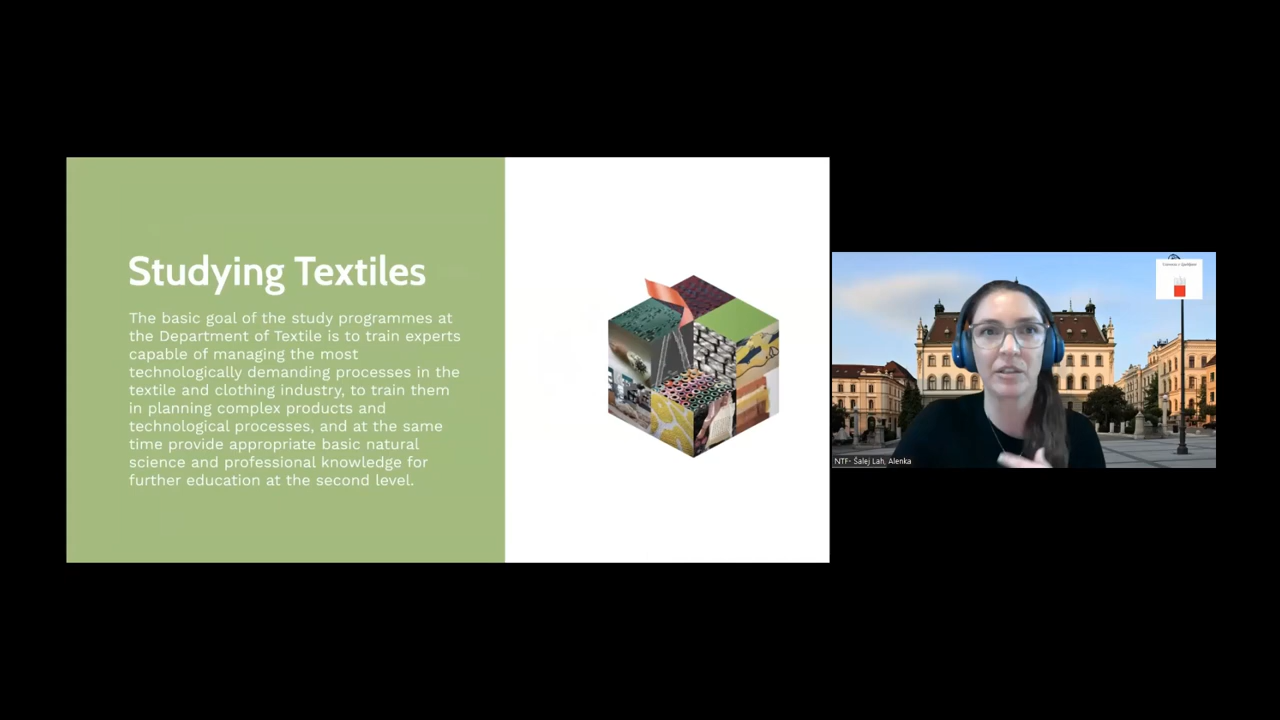 Studying Textiles
The basic goal of the study programmes at
the Department of Textile is to train experts
capable of managing the most
technologically demanding processes in the
textile and clothing industry, to train them
in planning complex products and
technological processes, and at the same
time provide appropriate basic natural
science and professional knowledge for
further education at the second level.
NTF- Šalej Lah, Alenka